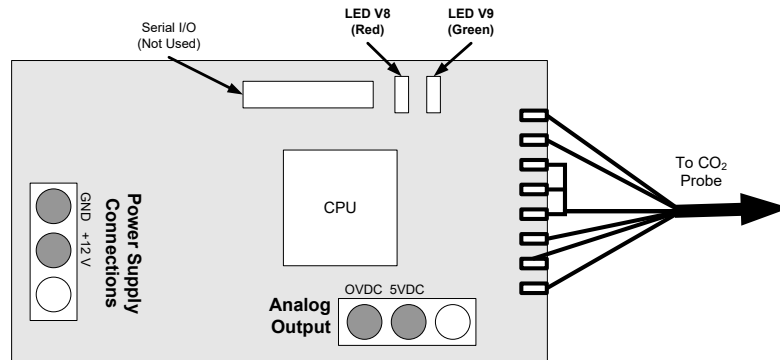 Serial I/O
(Not Used)
LED V8
(Red)
LED V9
(Green)
To CO₂
Probe
CPU
GND +12 V
Power Supply
Connections
OVDC 5VDC
Analog
Output